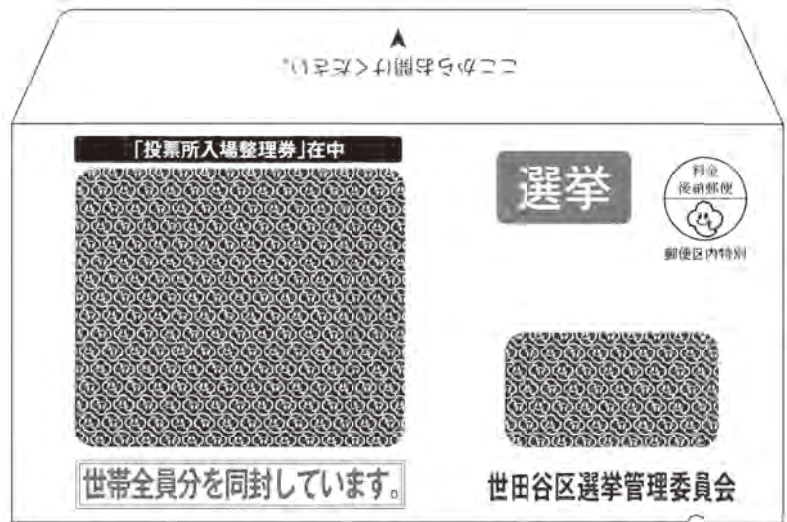 ここからお開けください。
「投票所入場整理券」在中
選挙
料金
後納郵便
郵便区内特別
世帯全員分を同封しています。
世田谷区選挙管理委員会